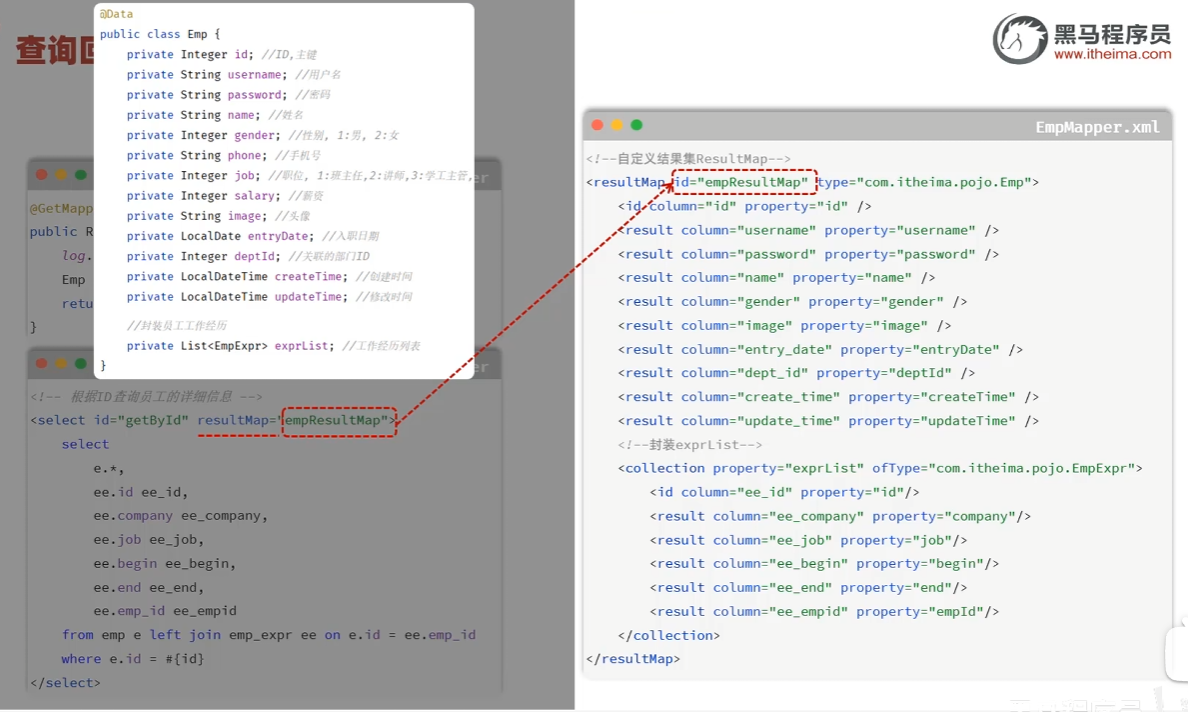 查询回
@Data
public class Emp {
private Integer id; //ID,主键
private String username; //用户名
private String password; //密码
private String name; //姓名
private Integer gender; //性别, 1:男, 2:女
private String phone; //手机号
private Integer job; //职位, 1:班主任,2:讲师,3:学工主管,
private Integer salary; //薪资
private String image; //头像
private LocalDate entryDate; //入职日期
private Integer deptId; //关联的部门ID
private LocalDateTime createTime; //创建时间
private LocalDateTime updateTime; //修改时间
//封装员工工作经历
private List<EmpExpr> exprList; //工作经历列表
}
er
@GetMapp
public R
log.
Emp
retu
}
er
<!-- 根据ID查询员工的详细信息 -->
<select id="getById" resultMap="empResultMap">
select
e.*,
ee.id ee_id,
ee.company ee_company,
ee.job ee_job,
ee.begin ee_begin,
ee.end ee_end,
ee.emp_id ee_empid
from emp e left join emp_expr ee on e.id = ee.emp_id
where e.id = #{id}
</select>
黑马程序员
www.itheima.com
EmpMapper.xml
<!--自定义结果集ResultMap-->
<resultMap id="empResultMap" type="com.itheima.pojo.Emp">
<id column="id" property="id" />
<result column="username" property="username" />
<result column="password" property="password" />
<result column="name" property="name" />
<result column="gender" property="gender" />
<result column="image" property="image" />
<result column="entry_date" property="entryDate" />
<result column="dept_id" property="deptId" />
<result column="create_time" property="createTime" />
<result column="update_time" property="updateTime" />
<!--封装exprList-->
<collection property="exprList" ofType="com.itheima.pojo.EmpExpr">
<id column="ee_id" property="id"/>
<result column="ee_company" property="company"/>
<result column="ee_job" property="job"/>
<result column="ee_begin" property="begin"/>
<result column="ee_end" property="end"/>
<result column="ee_empid" property="empId"/>
</collection>
</resultMap>